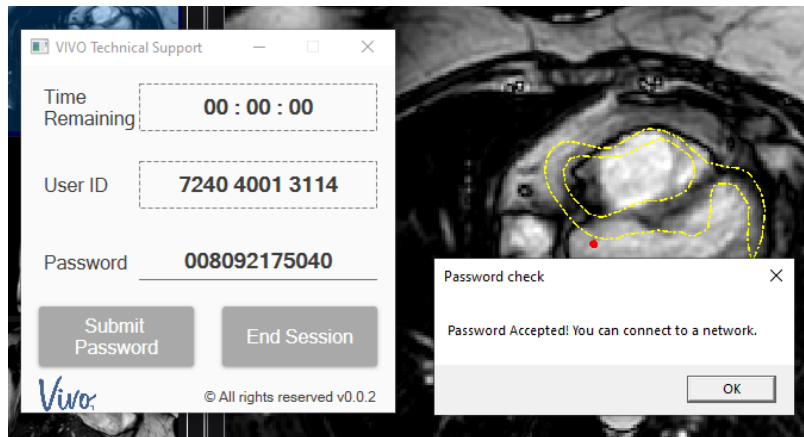 VIVO Technical Support
Time
Remaining
00 : 00 : 00
User ID
7240 4001 3114
Password
008092175040
Submit
Password
End Session
Vivo
© All rights reserved v0.0.2
Password check
Password Accepted! You can connect to a network.
OK